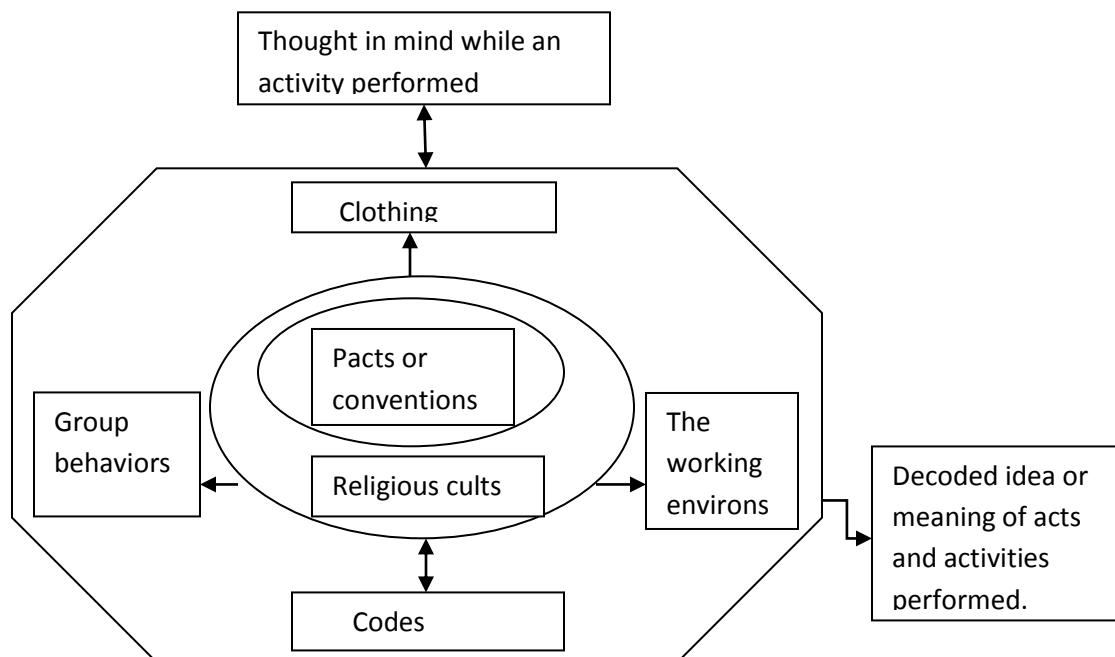 Thought in mind while an
activity performed
Clothing
Pacts or
conventions
Group
behaviors
The
working
environs
Religious cults
Decoded idea or
meaning of acts
and activities
performed.
Codes